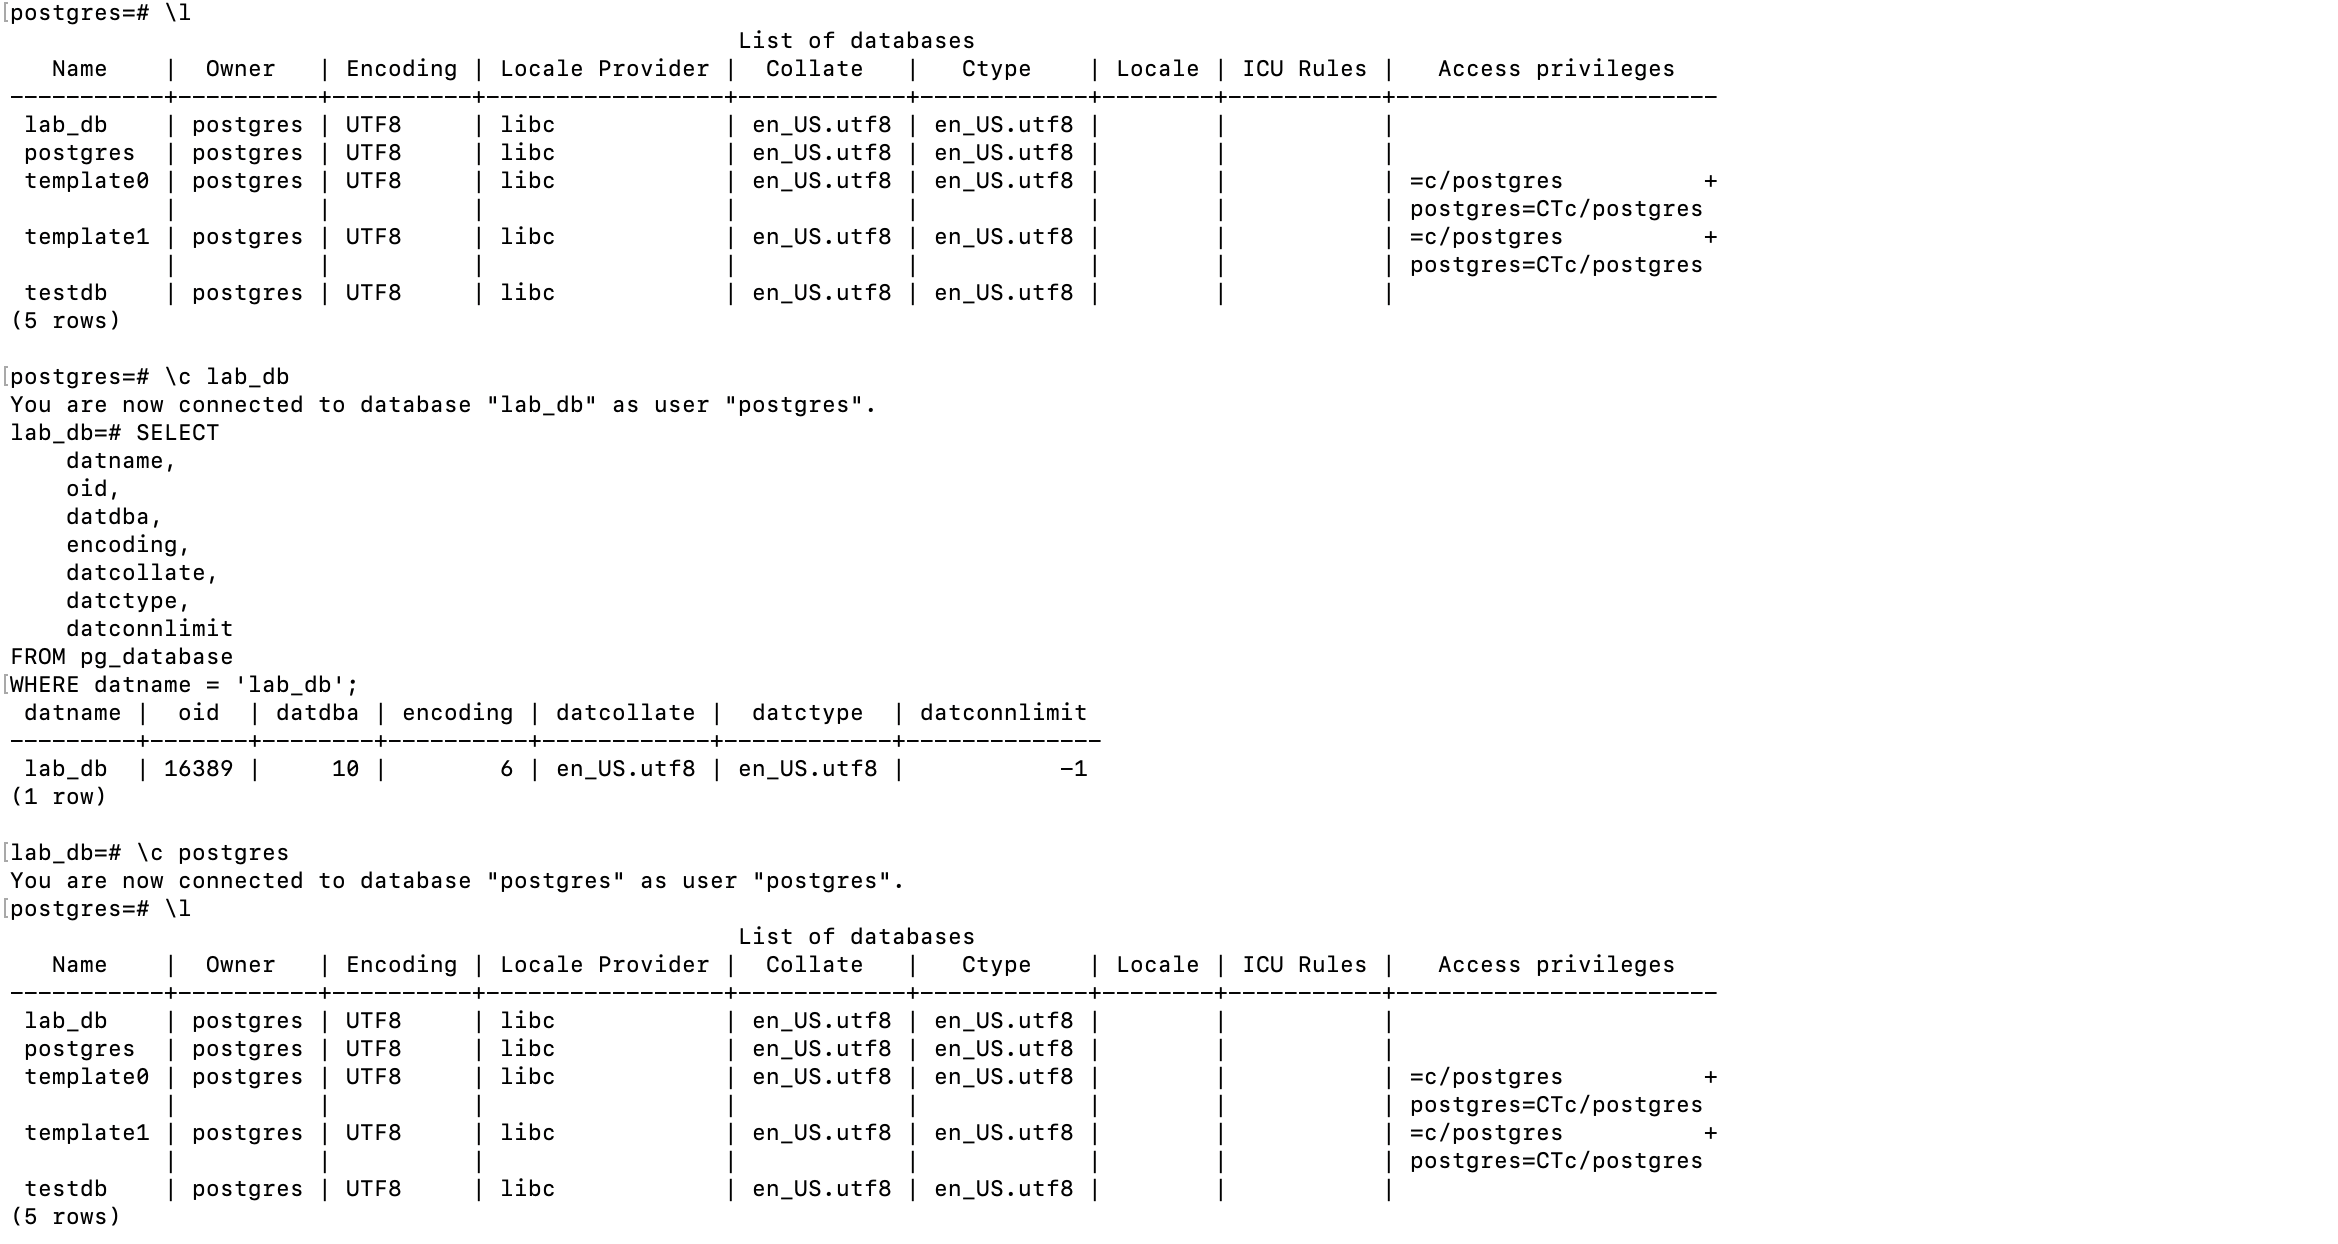 postgres=# \l
                                                    List of databases
   Name    |  Owner   | Encoding | Locale Provider |  Collate   |   Ctype    | Locale | ICU Rules |   Access privileges
-----------+----------+----------+-----------------+------------+------------+--------+-----------+-----------------------
 lab_db    | postgres | UTF8     | libc            | en_US.utf8 | en_US.utf8 |        |           |
 postgres  | postgres | UTF8     | libc            | en_US.utf8 | en_US.utf8 |        |           |
 template0 | postgres | UTF8     | libc            | en_US.utf8 | en_US.utf8 |        |           | =c/postgres          +
           |          |          |                 |            |            |        |           | postgres=CTc/postgres
 template1 | postgres | UTF8     | libc            | en_US.utf8 | en_US.utf8 |        |           | =c/postgres          +
           |          |          |                 |            |            |        |           | postgres=CTc/postgres
 testdb    | postgres | UTF8     | libc            | en_US.utf8 | en_US.utf8 |        |           |
(5 rows)

postgres=# \c lab_db
You are now connected to database "lab_db" as user "postgres".
lab_db=# SELECT
    datname,
    oid,
    datdba,
    encoding,
    datcollate,
    datctype,
    datconnlimit
FROM pg_database
WHERE datname = 'lab_db';
 datname |  oid  | datdba | encoding | datcollate |  datctype  | datconnlimit
---------+-------+--------+----------+------------+------------+--------------
 lab_db  | 16389 |     10 |        6 | en_US.utf8 | en_US.utf8 |           -1
(1 row)

lab_db=# \c postgres
You are now connected to database "postgres" as user "postgres".
postgres=# \l
                                                    List of databases
   Name    |  Owner   | Encoding | Locale Provider |  Collate   |   Ctype    | Locale | ICU Rules |   Access privileges
-----------+----------+----------+-----------------+------------+------------+--------+-----------+-----------------------
 lab_db    | postgres | UTF8     | libc            | en_US.utf8 | en_US.utf8 |        |           |
 postgres  | postgres | UTF8     | libc            | en_US.utf8 | en_US.utf8 |        |           |
 template0 | postgres | UTF8     | libc            | en_US.utf8 | en_US.utf8 |        |           | =c/postgres          +
           |          |          |                 |            |            |        |           | postgres=CTc/postgres
 template1 | postgres | UTF8     | libc            | en_US.utf8 | en_US.utf8 |        |           | =c/postgres          +
           |          |          |                 |            |            |        |           | postgres=CTc/postgres
 testdb    | postgres | UTF8     | libc            | en_US.utf8 | en_US.utf8 |        |           |
(5 rows)